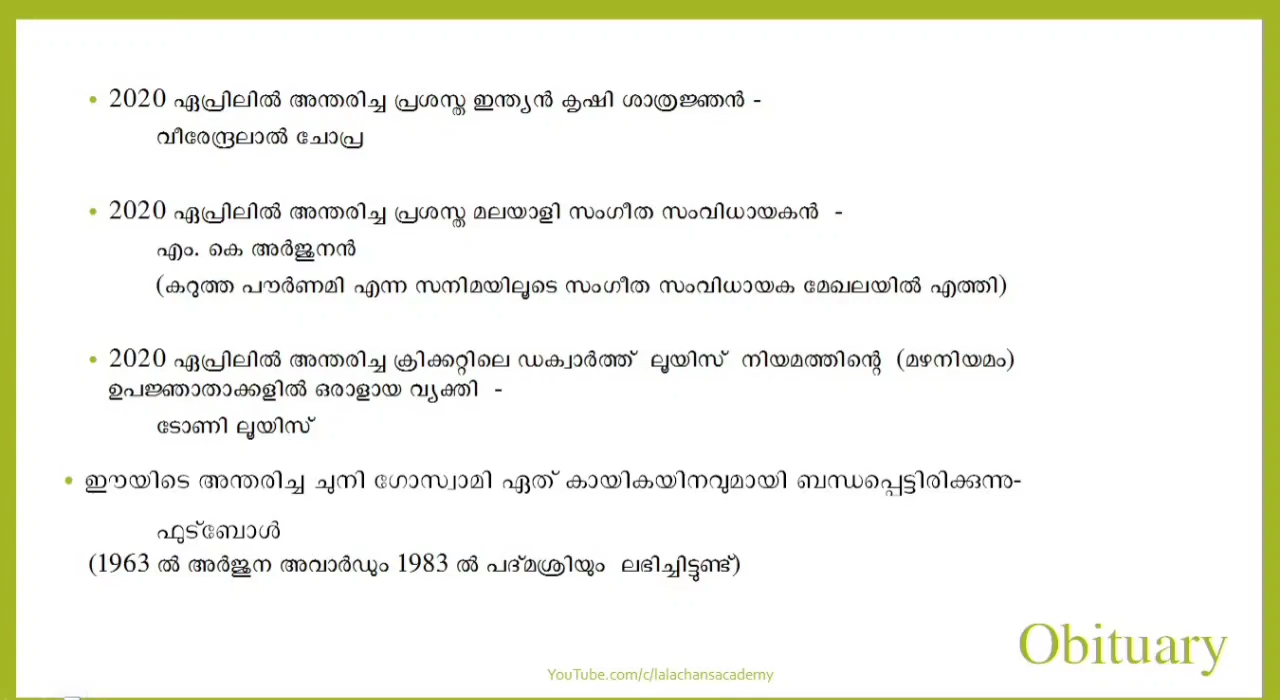 • 2020 ഏപ്രിലിൽ അന്തരിച്ച പ്രശസ്ത ഇന്ത്യൻ കൃഷി ശാത്രജ്ഞൻ -
വീരേന്ദ്രലാൽ ചോപ്ര
• 2020 ഏപ്രിലിൽ അന്തരിച്ച പ്രശസ്ത മലയാളി സംഗീത സംവിധായകൻ -
എം. കെ അർജുനൻ
(കറുത്ത പൗർണമി എന്ന സനിമയിലൂടെ സംഗീത സംവിധായക മേഖലയിൽ എത്തി)
• 2020 ഏപ്രിലിൽ അന്തരിച്ച ക്രിക്കറ്റിലെ ഡക്വാർത്ത് ലൂയിസ് നിയമത്തിന്റെ (മഴനിയമം)
ഉപജ്ഞാതാക്കളിൽ ഒരാളായ വ്യക്തി -
ടോണി ലൂയിസ്
• ഈയിടെ അന്തരിച്ച ചുനി ഗോസ്വാമി ഏത് കായികയിനവുമായി ബന്ധപ്പെട്ടിരിക്കുന്നു-
ഫുട്ബോൾ
(1963 ൽ അർജുന അവാർഡും 1983 ൽ പദ്മശ്രിയും ലഭിച്ചിട്ടുണ്ട്)
Obituary
YouTube.com/c/lalachansacademy